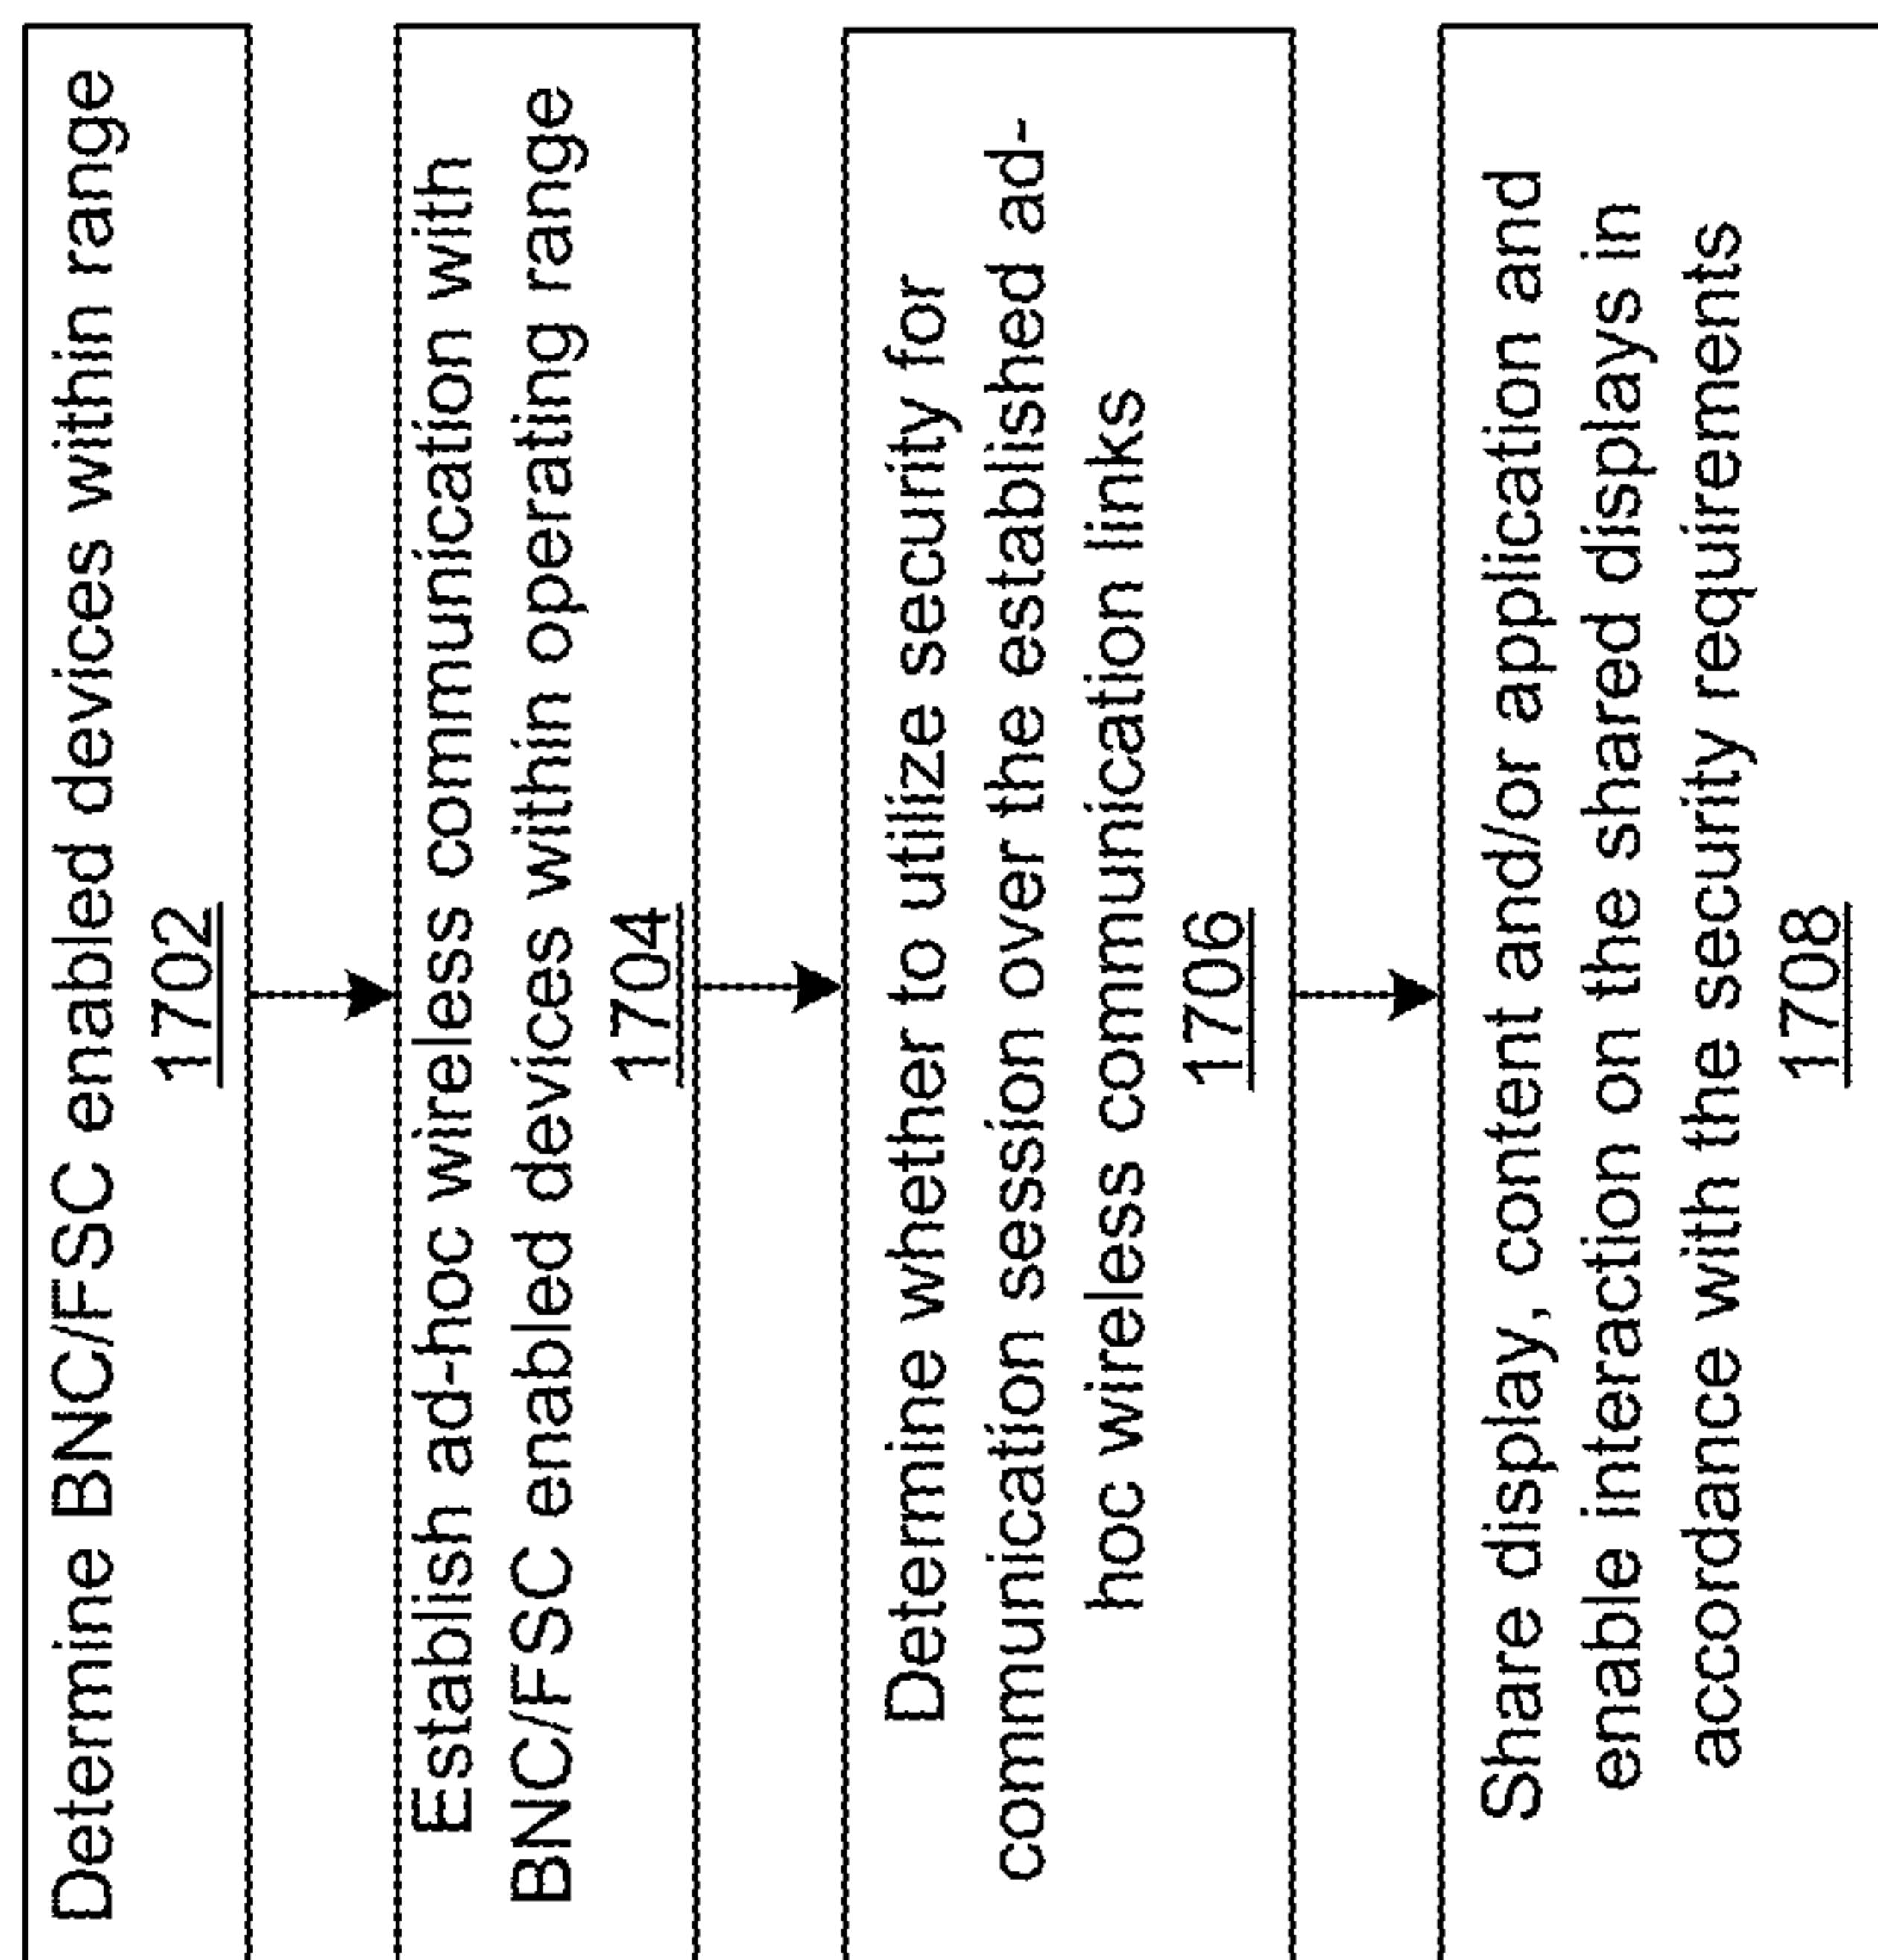 Determine BNC/FSC enabled devices within range
1702
Establish ad-hoc wireless communication with
BNC/FSC enabled devices within operating range
1704
Determine whether to utilize security for
communication session over the established ad-
hoc wireless communication links
1706
Share display, content and/or application and
enable interaction on the shared displays in
accordance with the security requirements
1708